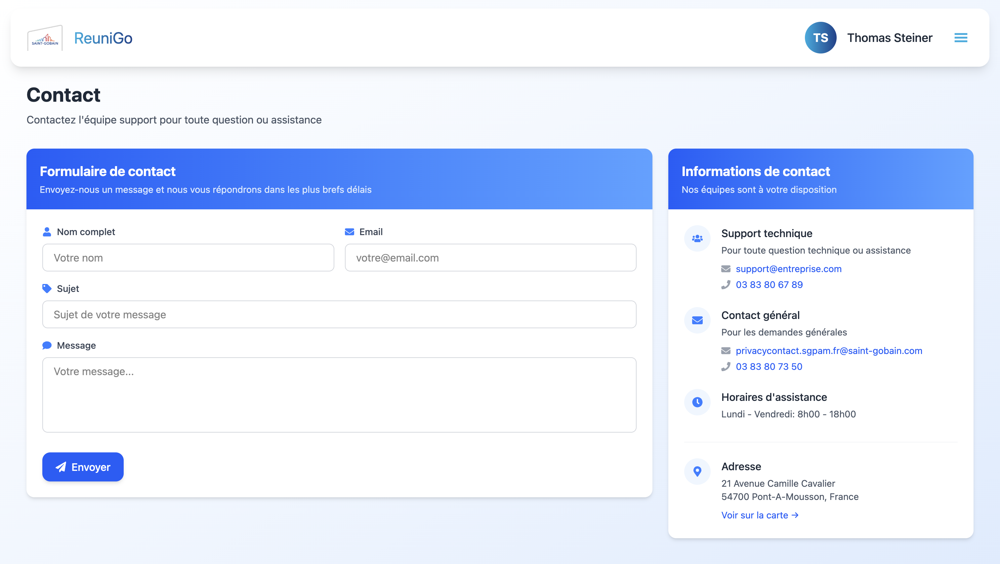 SAINT-GOBAIN
ReuniGo
TS
Thomas Steiner
Contact
Contactez l'équipe support pour toute question ou assistance
Formulaire de contact
Envoyez-nous un message et nous vous répondrons dans les plus brefs délais
Nom complet
Email
Votre nom
votre@email.com
Sujet
Sujet de votre message
Message
Votre message...
Envoyer
Informations de contact
Nos équipes sont à votre disposition
Support technique
Pour toute question technique ou assistance
support@entreprise.com
03 83 80 67 89
Contact général
Pour les demandes générales
privacycontact.sgpam.fr@saint-gobain.com
03 83 80 73 50
Horaires d'assistance
Lundi - Vendredi: 8h00 - 18h00
Adresse
21 Avenue Camille Cavalier
54700 Pont-A-Mousson, France
Voir sur la carte →